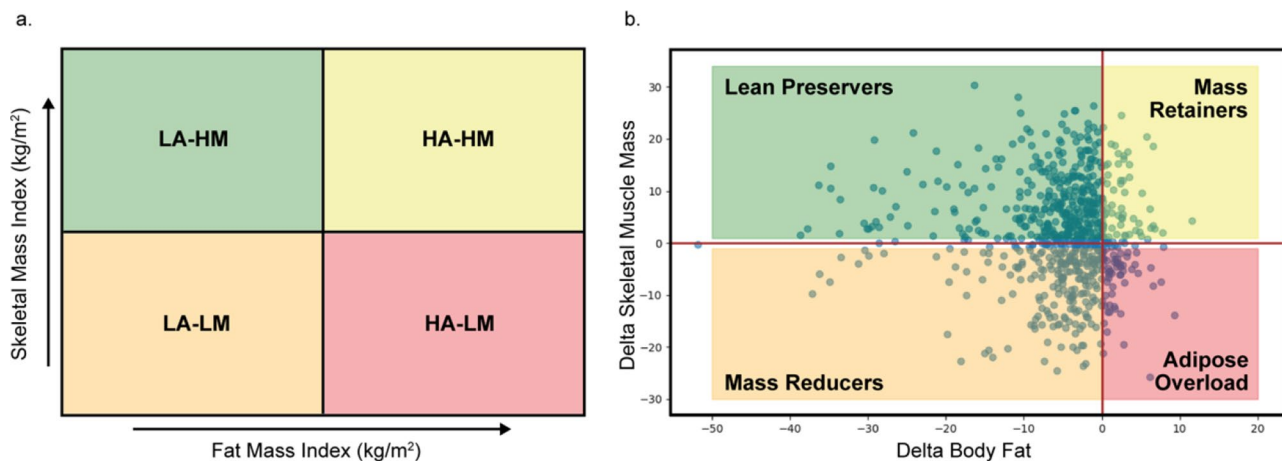 a.
LA-HM
HA-HM
LA-LM
HA-LM
Skeletal Mass Index (kg/m²)
Fat Mass Index (kg/m²)
b.
Lean Preservers
Mass
Retainers
Mass Reducers
Adipose
Overload
Delta Skeletal Muscle Mass
30
20
10
0
−10
−20
−30
−50
−40
−30
−20
−10
0
10
20
Delta Body Fat